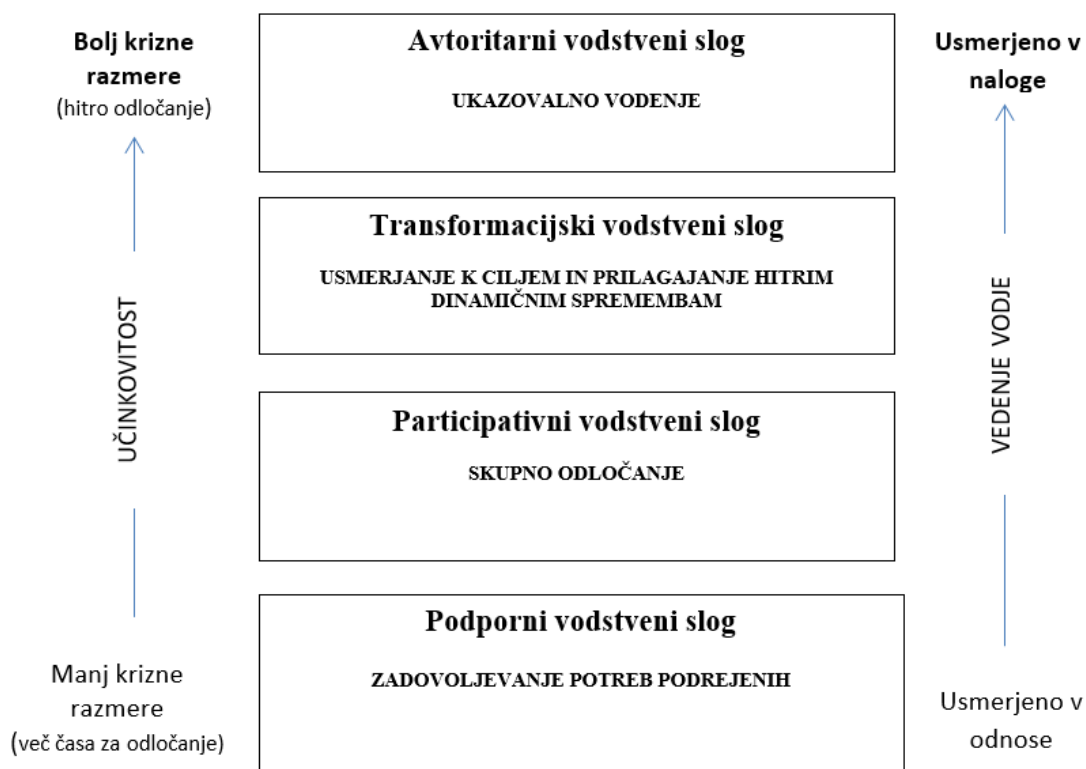 Bolj krizne
razmere
(hitro odločanje)
Avtoritarni vodstveni slog
UKAZOVALNO VODENJE
Usmerjeno v
naloge
Transformacijski vodstveni slog
USMERJANJE K CILJEM IN PRILAGAJANJE HITRIM
DINAMIČNIM SPREMEMBAM
UČINKOVITOST
VEDENJE VODJE
Participativni vodstveni slog
SKUPNO ODLOČANJE
Podporni vodstveni slog
ZADOVOLJEVANJE POTREB PODREJENIH
Manj krizne
razmere
(več časa za odločanje)
Usmerjeno v
odnose